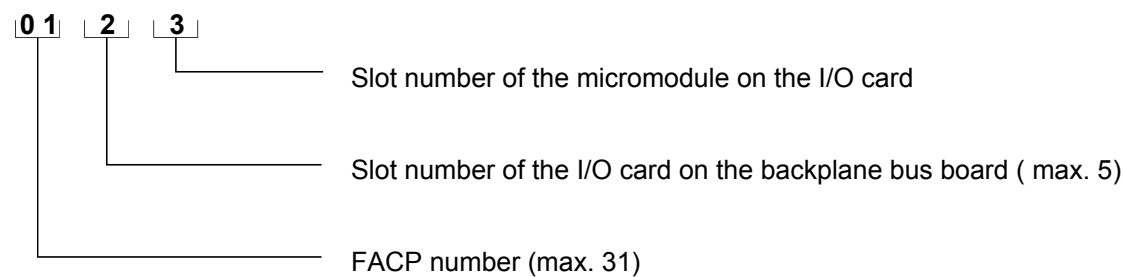 0 1 2 3
Slot number of the micromodule on the I/O card
Slot number of the I/O card on the backplane bus board ( max. 5)
FACP number (max. 31)